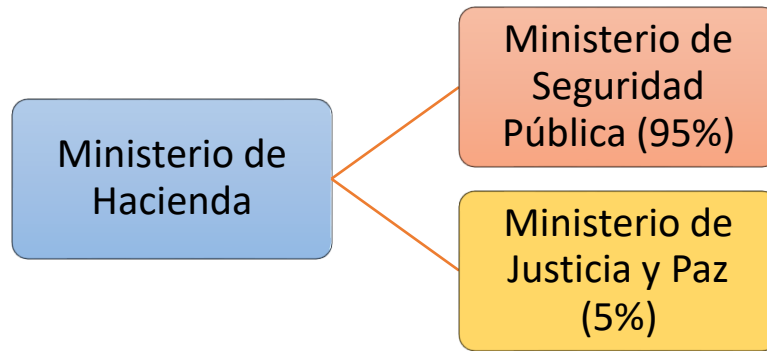 Ministerio de
Hacienda
Ministerio de
Seguridad
Pública (95%)
Ministerio de
Justicia y Paz
(5%)